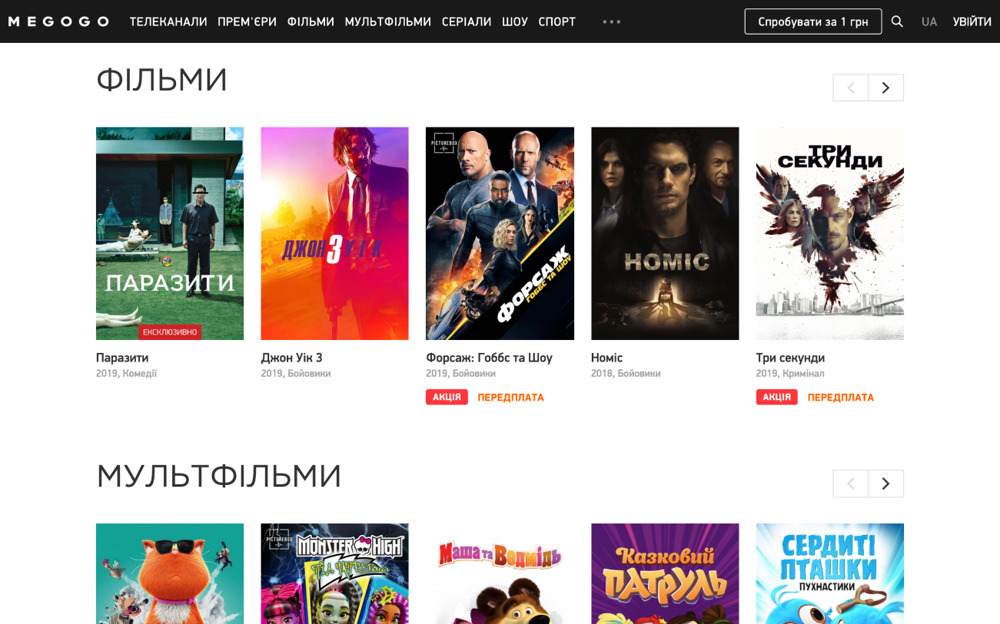 MEGOGO
ТЕЛЕКАНАЛИ ПРЕМ'ЄРИ ФІЛЬМИ МУЛЬТФІЛЬМИ СЕРІАЛИ ШОУ СПОРТ
Спробувати за 1 грн
UA
УВІЙТИ
ФІЛЬМИ
ПАРАЗИТИ
ЕКСКЛЮЗИВНО
ДЖОН 3 УІК
PICTUREBOX
ФОРСАЖ
ГОББС ТА ШОУ
НОМІС
ТРИ
СЕКУНДИ
Паразити
2019, Комедії
Джон Уік 3
2019, Бойовики
Форсаж: Гоббс та Шоу
2019, Бойовики
АКЦІЯ ПЕРЕДПЛАТА
Номіс
2018, Бойовики
Три секунди
2019, Кримінал
АКЦІЯ ПЕРЕДПЛАТА
МУЛЬТФІЛЬМИ
PICTUREBOX
MONSTER HIGH
Під напругою
Маша та Ведмідь
Казковий
ПАТРУЛЬ
СЕРДИТІ
ПТАШКИ
ПУХНАСТИКИ